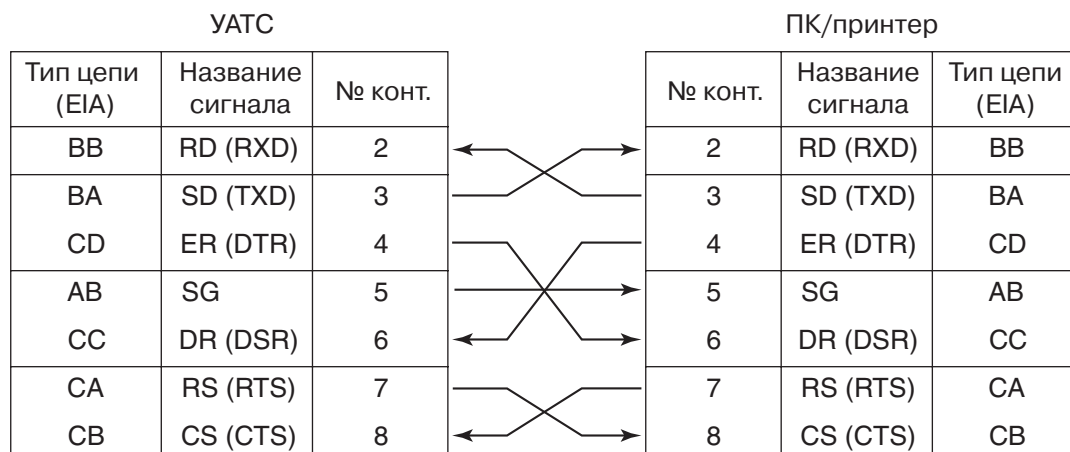 УАТС ПК/принтер
Тип цепи Название № конт. № конт. Название Тип цепи
(EIA) сигнала сигнала (EIA)
BB RD (RXD) 2 2 RD (RXD) BB
BA SD (TXD) 3 3 SD (TXD) BA
CD ER (DTR) 4 4 ER (DTR) CD
AB SG 5 5 SG AB
CC DR (DSR) 6 6 DR (DSR) CC
CA RS (RTS) 7 7 RS (RTS) CA
CB CS (CTS) 8 8 CS (CTS) CB